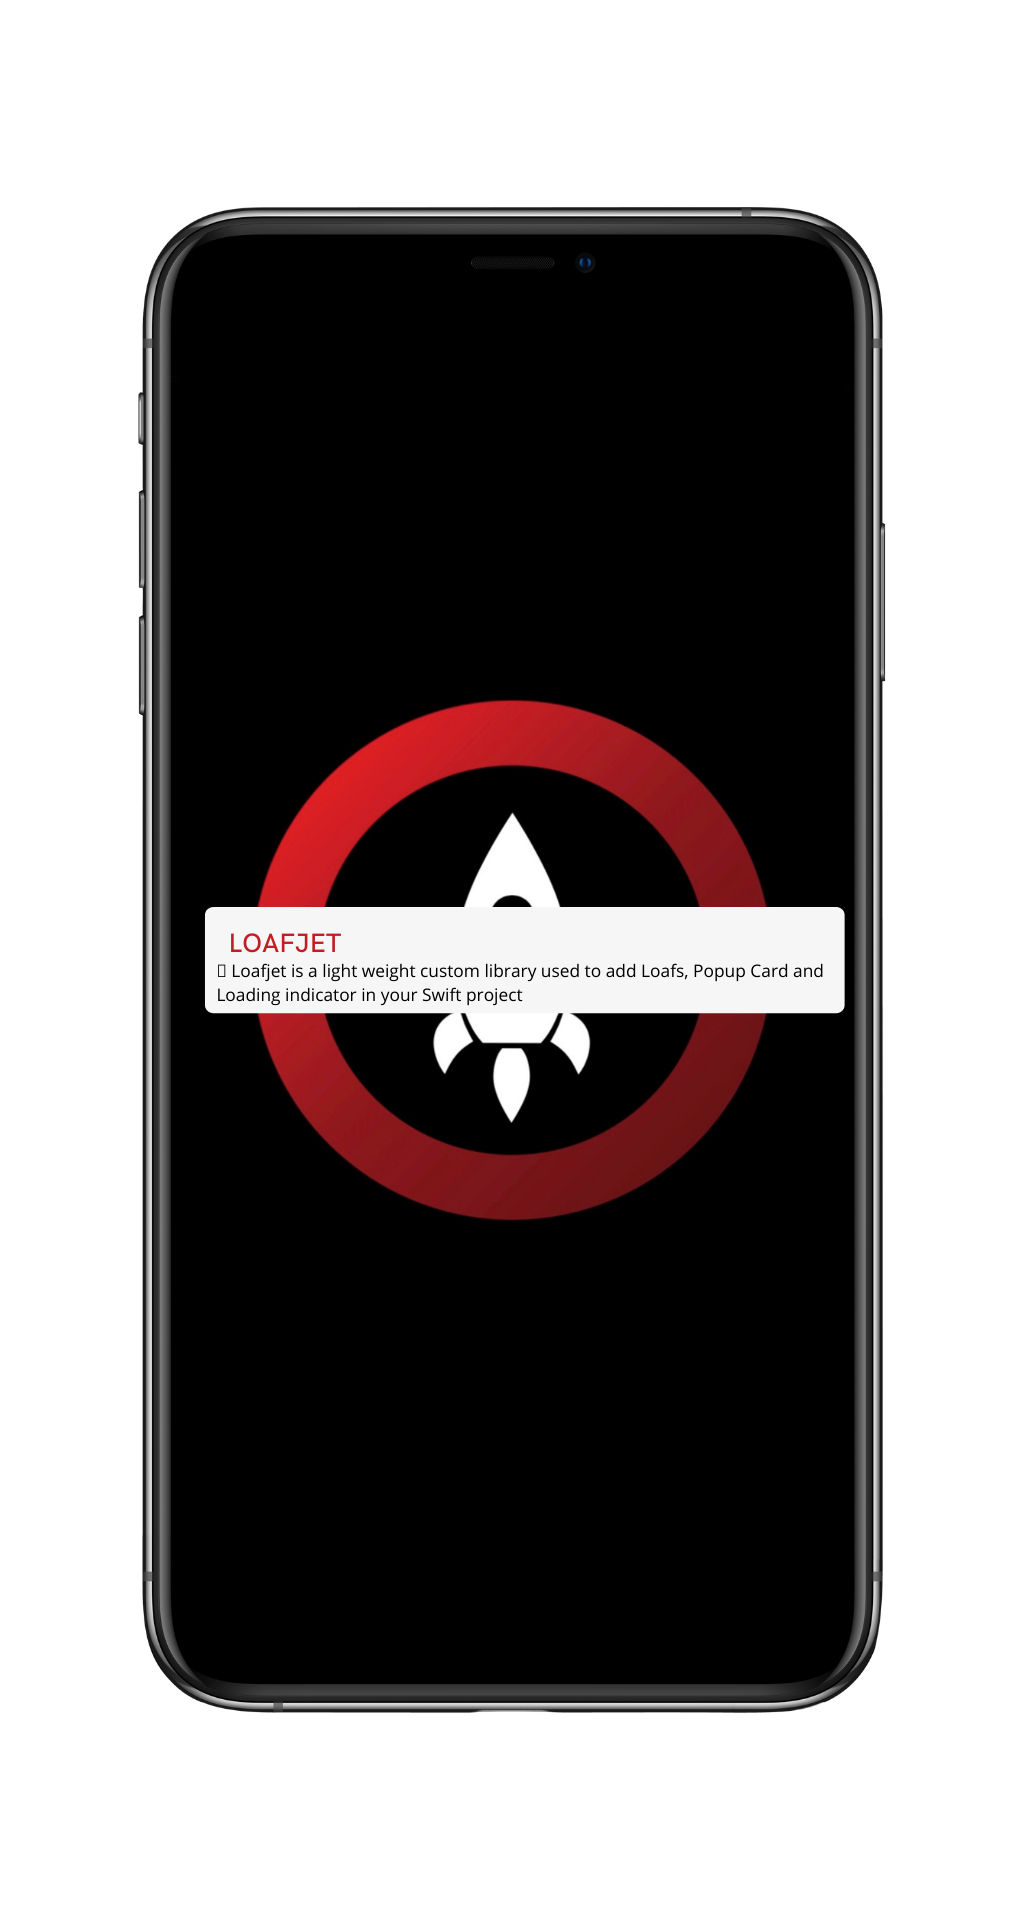 LOAFJET
▯ Loafjet is a light weight custom library used to add Loafs, Popup Card and
Loading indicator in your Swift project